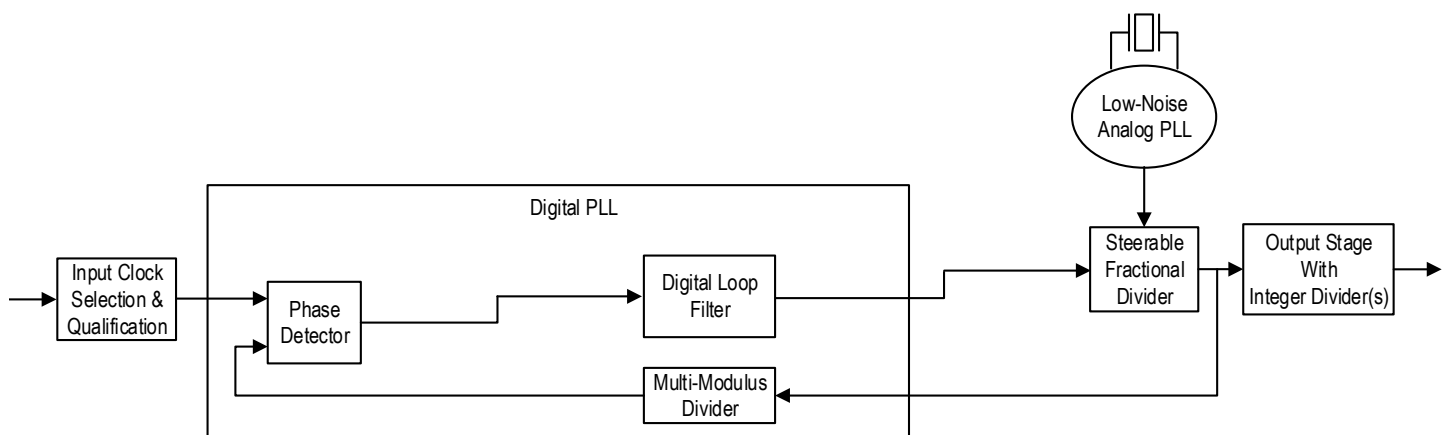 Low-Noise
Analog PLL
Digital PLL
Input Clock
Selection &
Qualification
Phase
Detector
Digital Loop
Filter
Multi-Modulus
Divider
Steerable
Fractional
Divider
Output Stage
With
Integer Divider(s)